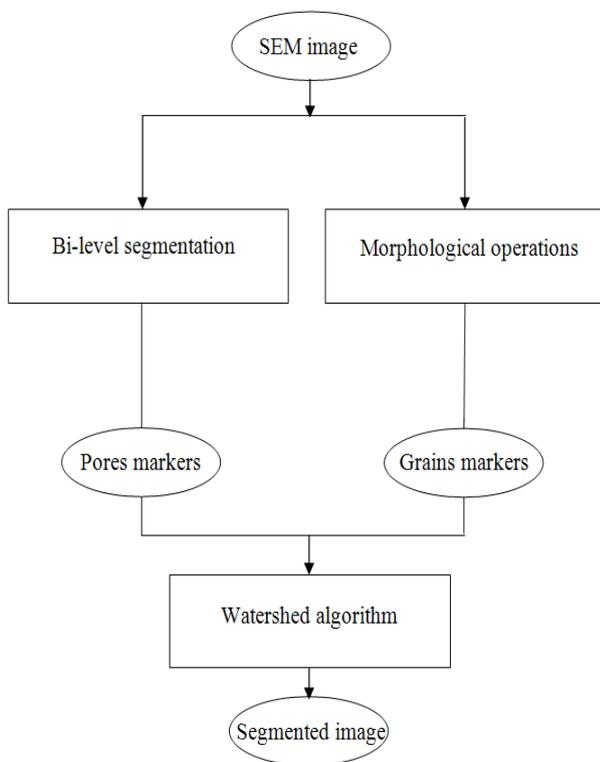 SEM image
Bi-level segmentation
Morphological operations
Pores markers
Grains markers
Watershed algorithm
Segmented image